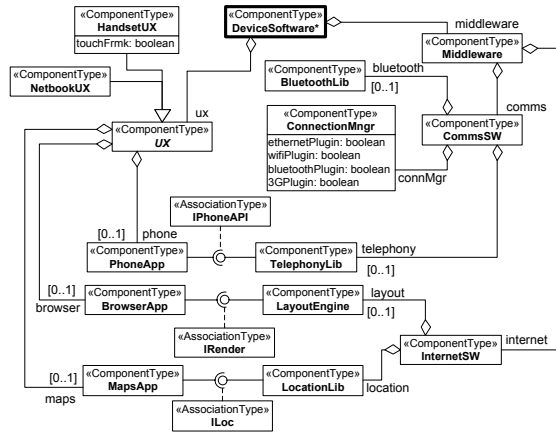 «ComponentType»
HandsetUX
touchFrmk: boolean
«ComponentType»
DeviceSoftware*
middleware
«ComponentType»
Middleware
«ComponentType»
NetbookUX
bluetooth
«ComponentType»
BluetoothLib
[0..1]
ux
comms
«ComponentType»
UX
«ComponentType»
ConnectionMngr
ethernetPlugin: boolean
wifiPlugin: boolean
bluetoothPlugin: boolean
3GPlugin: boolean
«ComponentType»
CommsSW
connMgr
«AssociationType»
IPhoneAPI
[0..1]
phone
«ComponentType»
PhoneApp
«ComponentType»
TelephonyLib
telephony
[0..1]
[0..1]
browser
«ComponentType»
BrowserApp
«ComponentType»
LayoutEngine
layout
[0..1]
«AssociationType»
IRender
«ComponentType»
InternetSW
internet
[0..1]
maps
«ComponentType»
MapsApp
«ComponentType»
LocationLib
location
«AssociationType»
ILoc